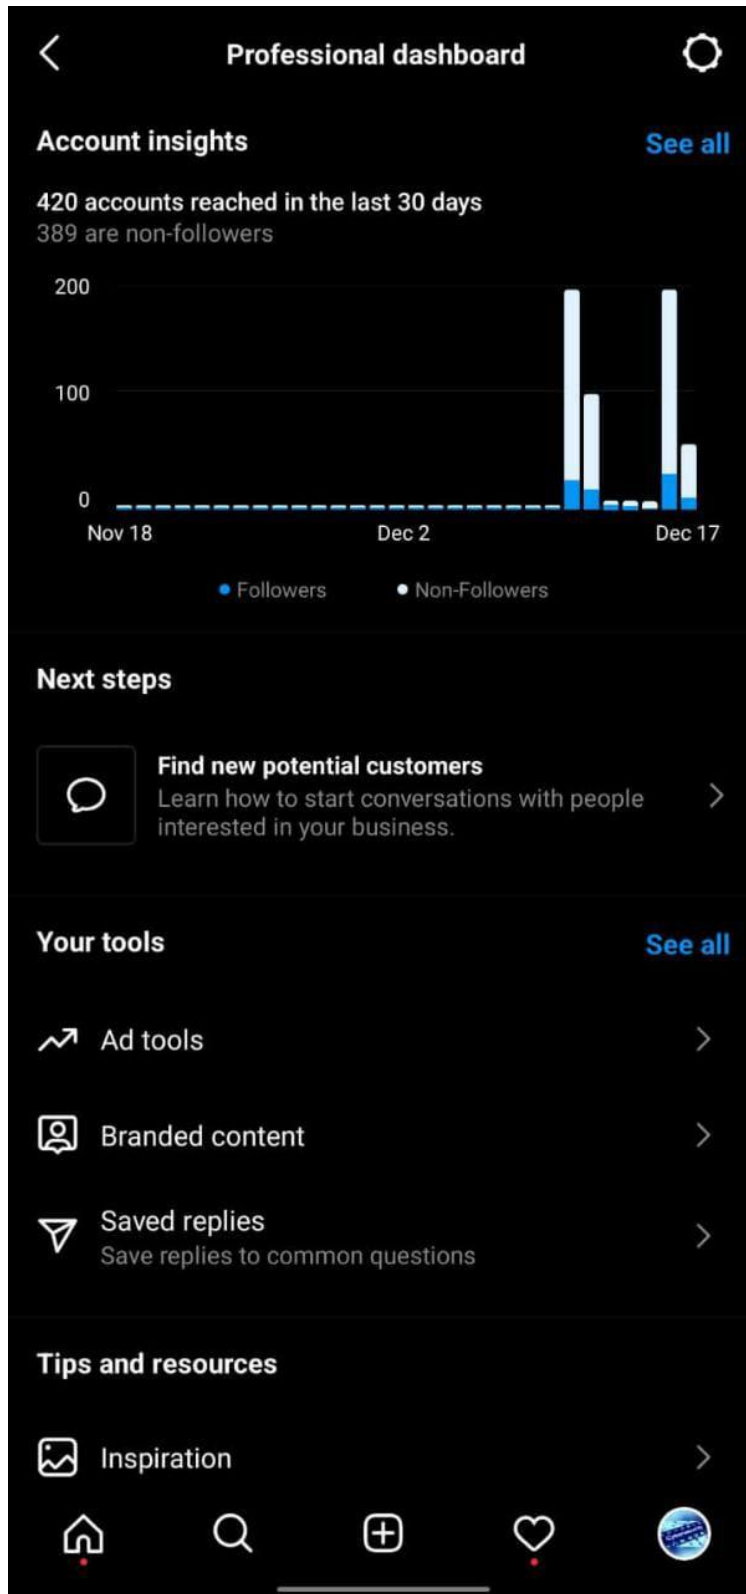 Professional dashboard
Account insights
See all
420 accounts reached in the last 30 days
389 are non-followers
200
100
0
Nov 18
Dec 2
Dec 17
Followers
Non-Followers
Next steps
Find new potential customers
Learn how to start conversations with people
interested in your business.
Your tools
See all
Ad tools
Branded content
Saved replies
Save replies to common questions
Tips and resources
Inspiration